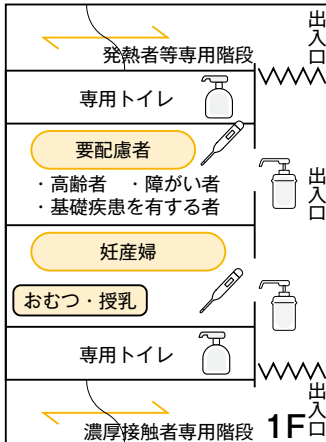 出入口
発熱者等専用階段
専用トイレ
要配慮者
・高齢者 ・障がい者
・基礎疾患を有する者
出入口
妊産婦
おむつ・授乳
専用トイレ
出入口
濃厚接触者専用階段
1F